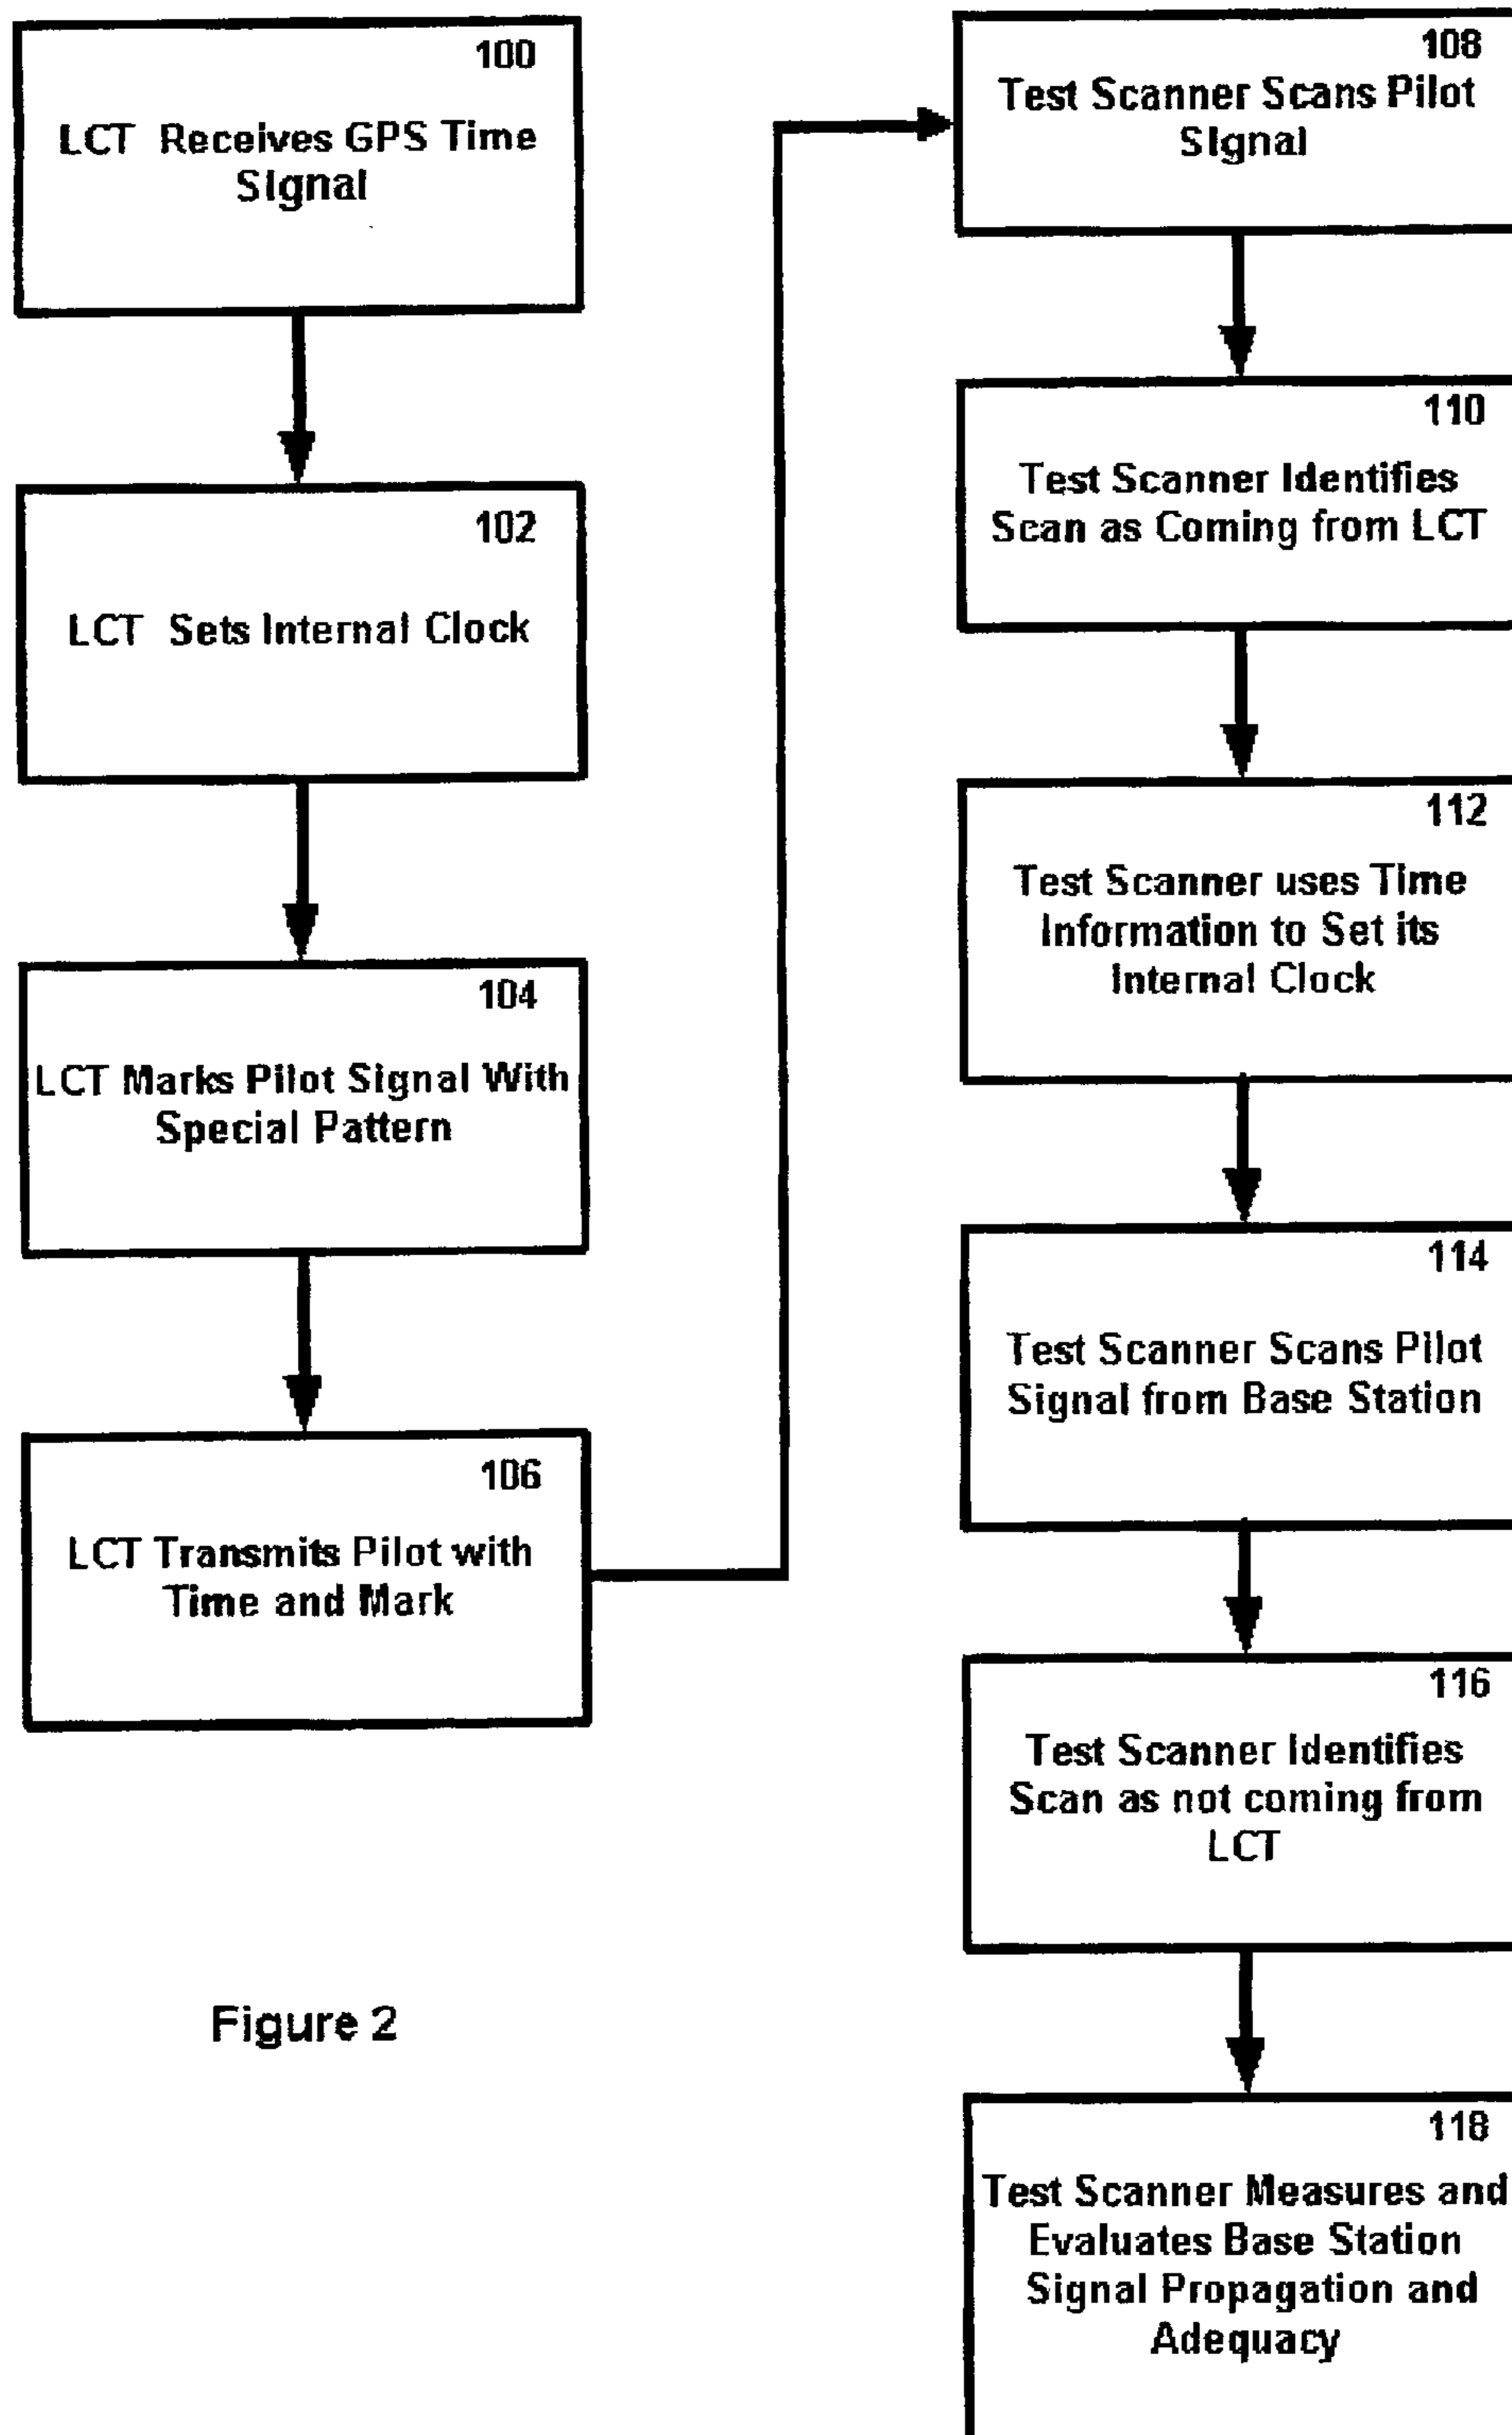 100
LCT Receives GPS Time
Signal
102
LCT Sets Internal Clock
104
LCT Marks Pilot Signal With
Special Pattern
106
LCT Transmits Pilot with
Time and Mark
Figure 2
108
Test Scanner Scans Pilot
Signal
110
Test Scanner Identifies
Scan as Coming from LCT
112
Test Scanner uses Time
Information to Set its
Internal Clock
114
Test Scanner Scans Pilot
Signal from Base Station
116
Test Scanner Identifies
Scan as not coming from
LCT
118
Test Scanner Measures and
Evaluates Base Station
Signal Propagation and
Adequacy